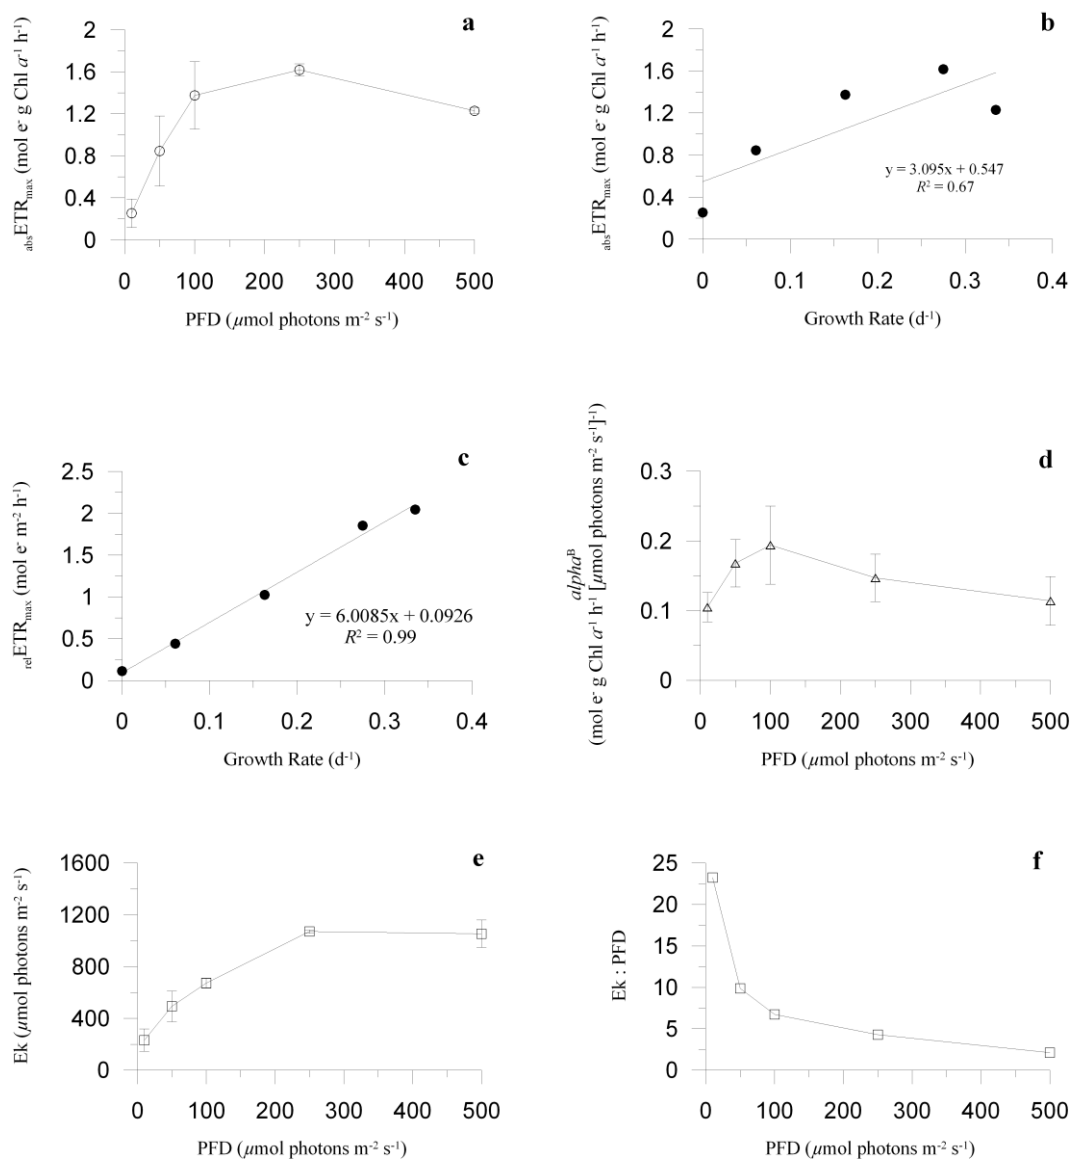 a
2
1.6
1.2
0.8
0.4
0
absETRmax (mol e- g Chl a-1 h-1)
0 100 200 300 400 500
PFD (µmol photons m-2 s-1)
b
2
1.6
1.2
0.8
0.4
0
absETRmax (mol e- g Chl a-1 h-1)
y = 3.095x + 0.547
R2 = 0.67
0 0.1 0.2 0.3 0.4
Growth Rate (d-1)
c
2.5
2
1.5
1
0.5
0
relETRmax (mol e- m-2 h-1)
y = 6.0085x + 0.0926
R2 = 0.99
0 0.1 0.2 0.3 0.4
Growth Rate (d-1)
d
0.3
0.2
0.1
0
alphaB
(mol e- g Chl a-1 h-1 [µmol photons m-2 s-1]-1)
0 100 200 300 400 500
PFD (µmol photons m-2 s-1)
e
1600
1200
800
400
0
Ek (µmol photons m-2 s-1)
0 100 200 300 400 500
PFD (µmol photons m-2 s-1)
f
25
20
15
10
5
0
Ek : PFD
0 100 200 300 400 500
PFD (µmol photons m-2 s-1)